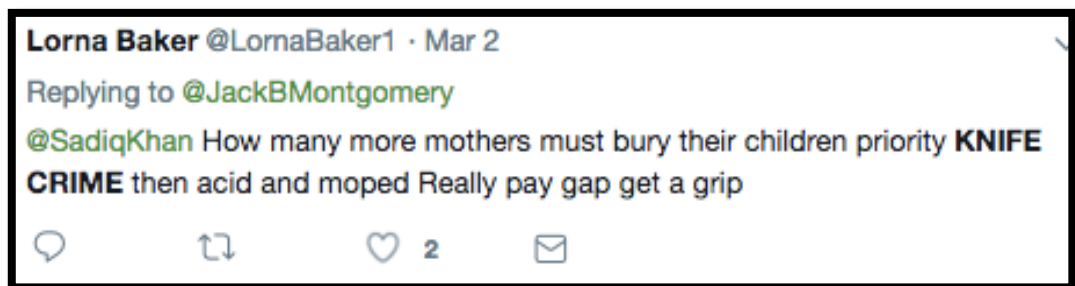 Lorna Baker @LornaBaker1 · Mar 2
Replying to @JackBMontgomery
@SadiqKhan How many more mothers must bury their children priority KNIFE
CRIME then acid and moped Really pay gap get a grip
2